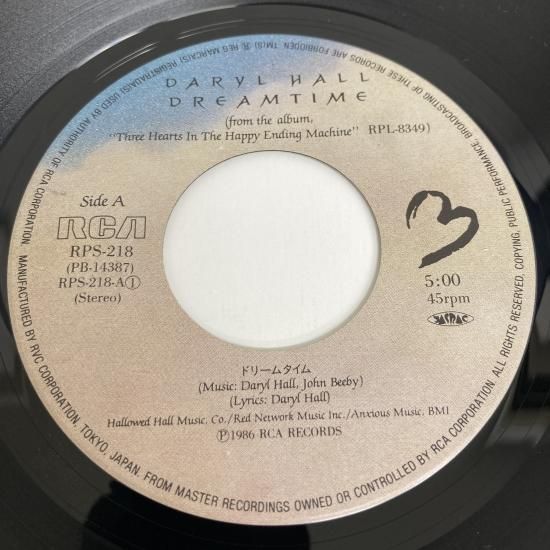 DARYL HALL
DREAMTIME
(from the album,
"Three Hearts In The Happy Ending Machine" RPL-8349)
Side A
RCA
RPS-218
(PB-14387)
RPS-218-A①
(Stereo)
3
5:00
45rpm
JASRAC
ドリームタイム
(Music: Daryl Hall, John Beeby)
(Lyrics: Daryl Hall)
Hallowed Hall Music, Co./Red Network Music Inc./Anxious Music, BMI
Ⓟ1986 RCA RECORDS
MANUFACTURED BY RVC CORPORATION, TOKYO, JAPAN. FROM MASTER RECORDINGS OWNED OR CONTROLLED BY RCA CORPORATION. ALL RIGHTS RESERVED. COPYING, PUBLIC PERFORMANCE, BROADCASTING OF THESE RECORDS ARE FORBIDDEN. TM(S) ® REG MARCA(S) REGISTRADA(S) USED BY AUTHORITY OF RCA CORPORATION.